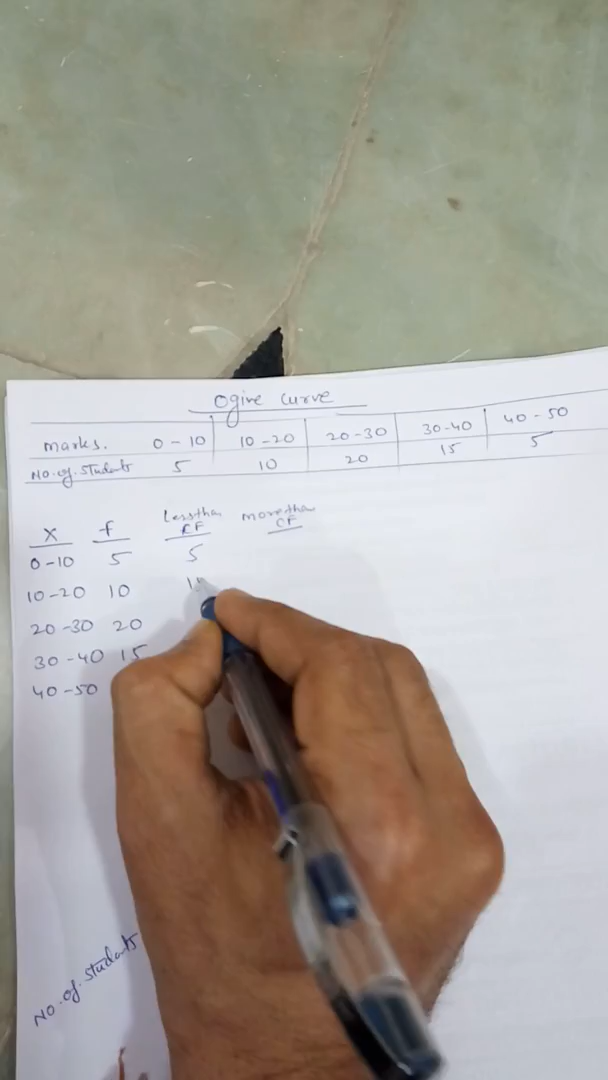 Ogive Curve
marks. 0-10 10-20 20-30 30-40 40-50
No. of. Students 5 10 20 15 5
X f Less than CF more than CF
0-10 5 5
10-20 10
20-30 20
30-40 15
40-50
No. of. Students